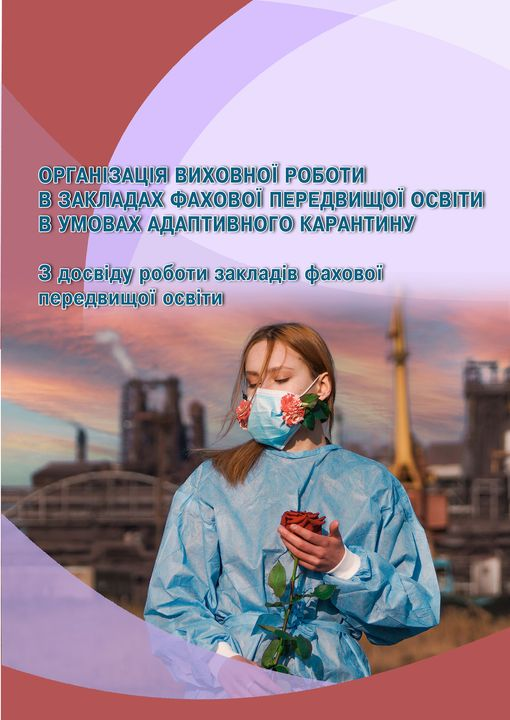 ОРГАНІЗАЦІЯ ВИХОВНОЇ РОБОТИ
В ЗАКЛАДАХ ФАХОВОЇ ПЕРЕДВИЩОЇ ОСВІТИ
В УМОВАХ АДАПТИВНОГО КАРАНТИНУ
З досвіду роботи закладів фахової
передвищої освіти